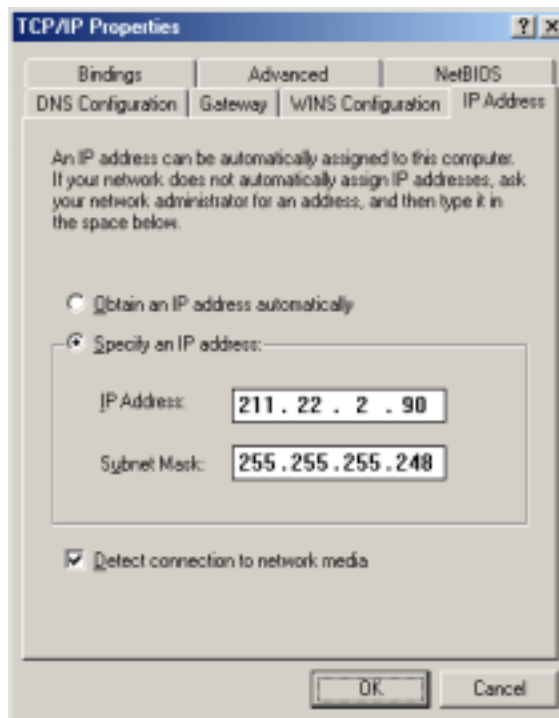 TCP/IP Properties
Bindings Advanced NetBIOS
DNS Configuration Gateway WINS Configuration IP Address
An IP address can be automatically assigned to this computer.
If your network does not automatically assign IP addresses, ask
your network administrator for an address, and then type it in
the space below.
Obtain an IP address automatically
Specify an IP address:
IP Address: 211 . 22 . 2 . 90
Subnet Mask: 255 . 255 . 255 . 248
Detect connection to network media
OK Cancel